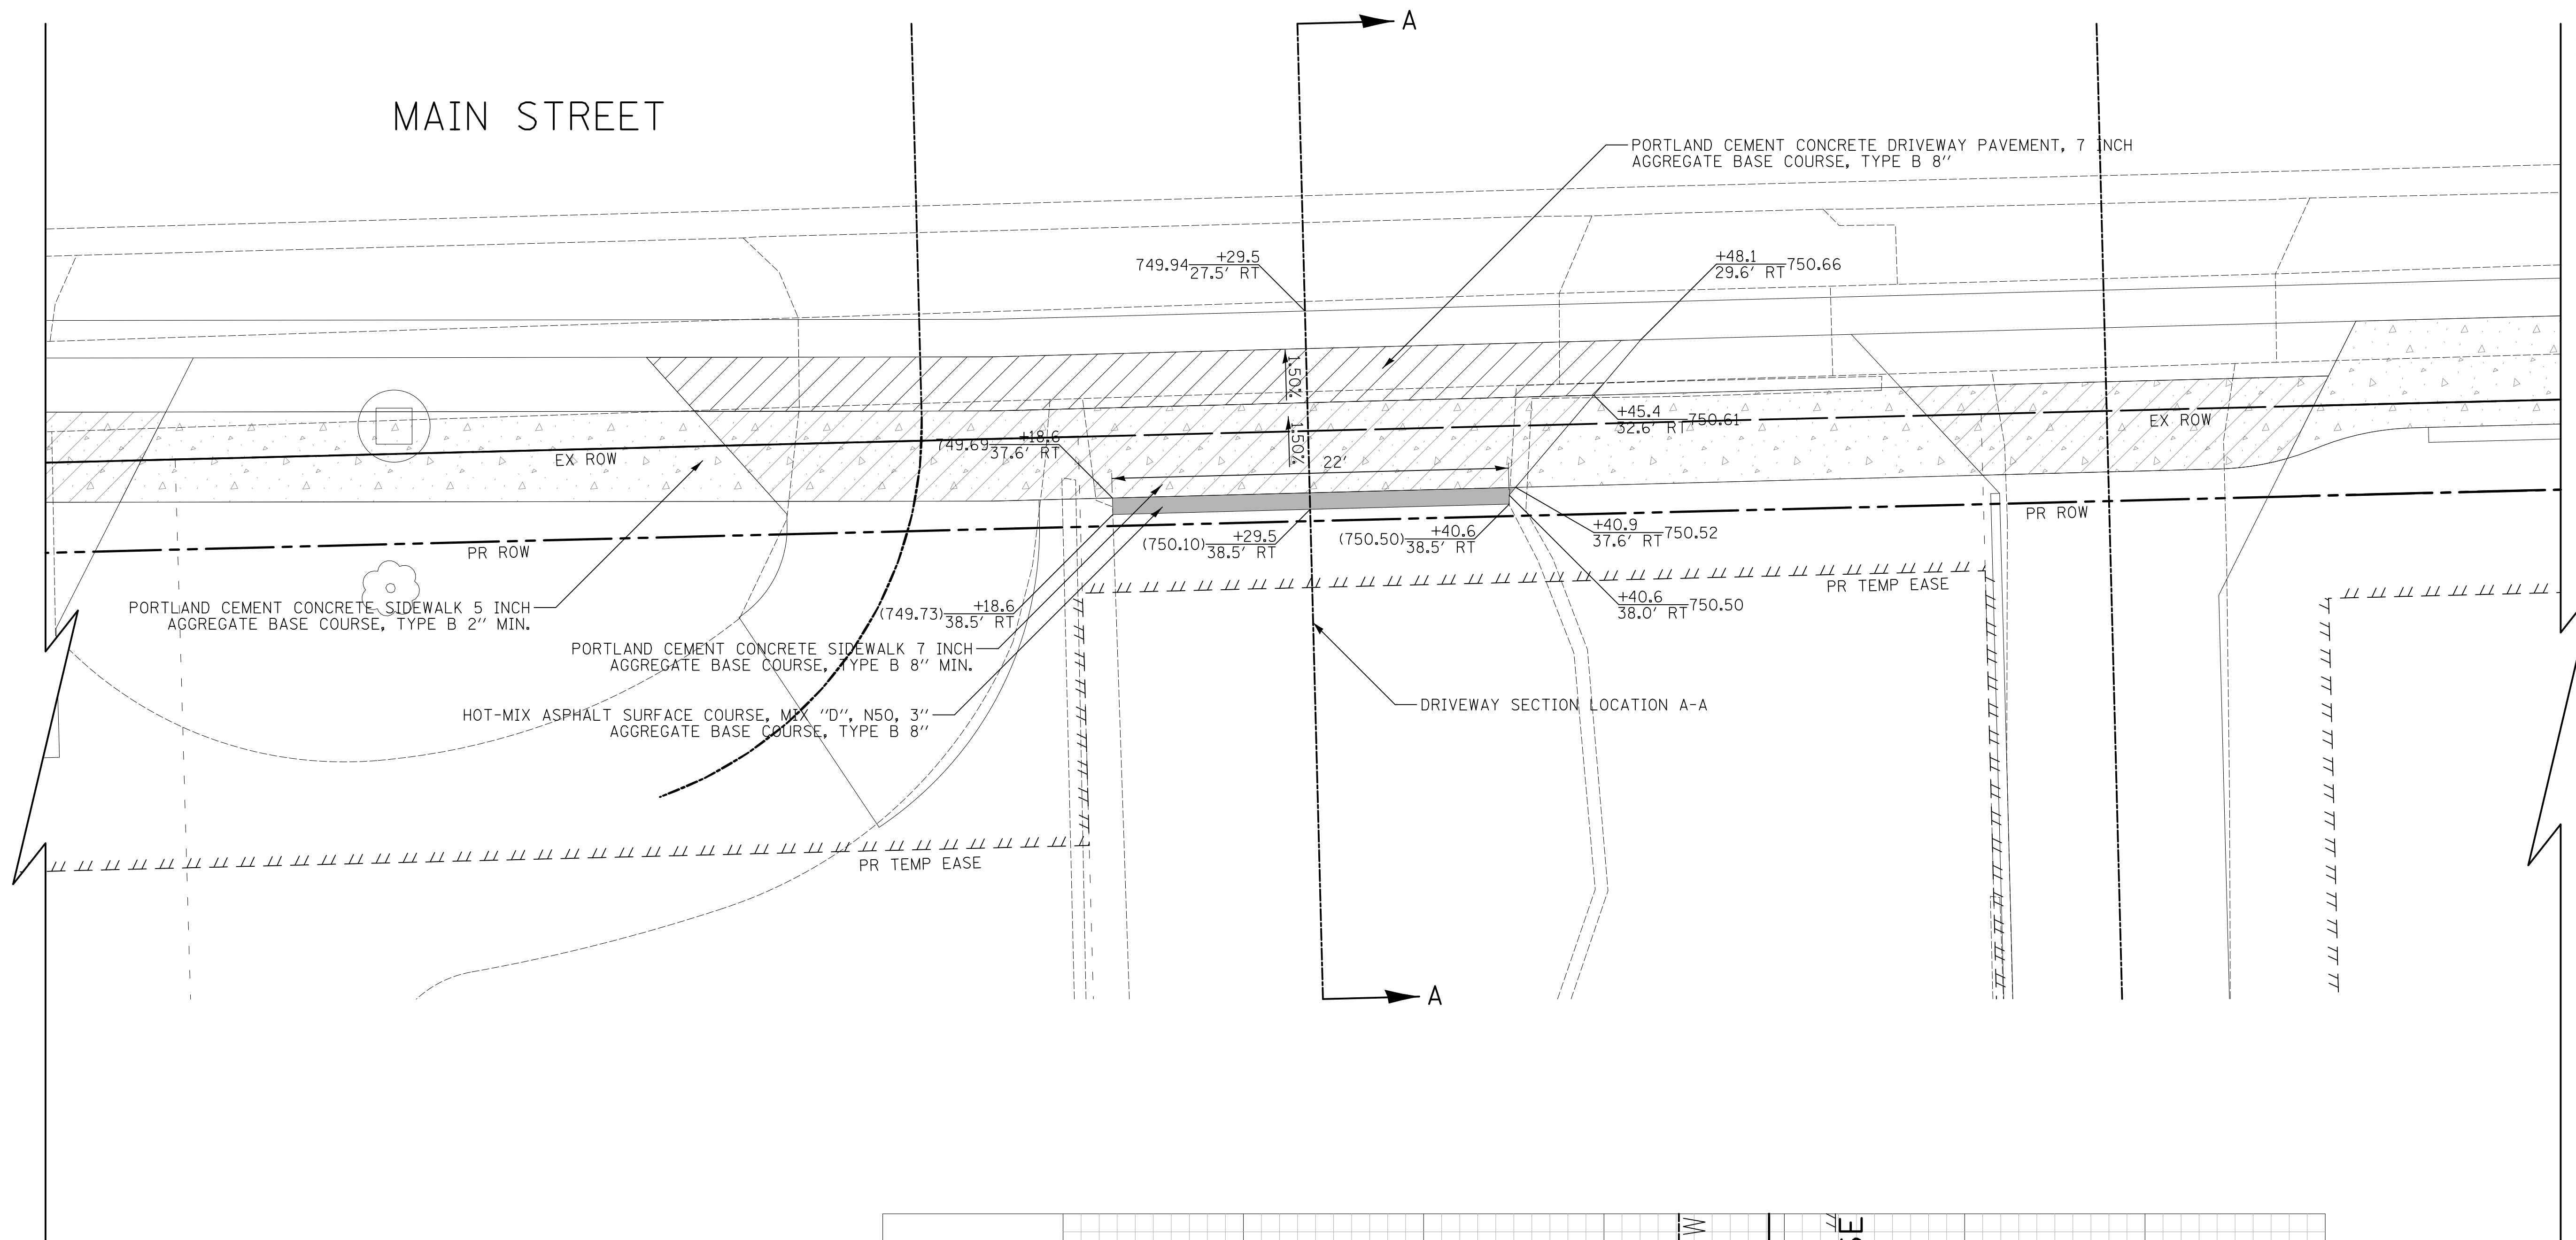 A
MAIN STREET
PORTLAND CEMENT CONCRETE DRIVEWAY PAVEMENT, 7 INCH
AGGREGATE BASE COURSE, TYPE B 8"
749.94 +29.5
27.5' RT
+48.1
29.6' RT 750.66
1.50%
+45.4
32.6' RT 750.61
EX ROW
749.69 +18.6
37.6' RT
1.50%
EX ROW
22'
PR ROW
+40.9
37.6' RT 750.52
(750.10) +29.5
38.5' RT
(750.50) +40.6
38.5' RT
PR ROW
PR TEMP EASE
+40.6
38.0' RT 750.50
(749.73) +18.6
38.5' RT
PORTLAND CEMENT CONCRETE SIDEWALK 5 INCH
AGGREGATE BASE COURSE, TYPE B 2" MIN.
PORTLAND CEMENT CONCRETE SIDEWALK 7 INCH
AGGREGATE BASE COURSE, TYPE B 8" MIN.
DRIVEWAY SECTION LOCATION A-A
HOT-MIX ASPHALT SURFACE COURSE, MIX "D", N50, 3"
AGGREGATE BASE COURSE, TYPE B 8"
PR TEMP EASE
A